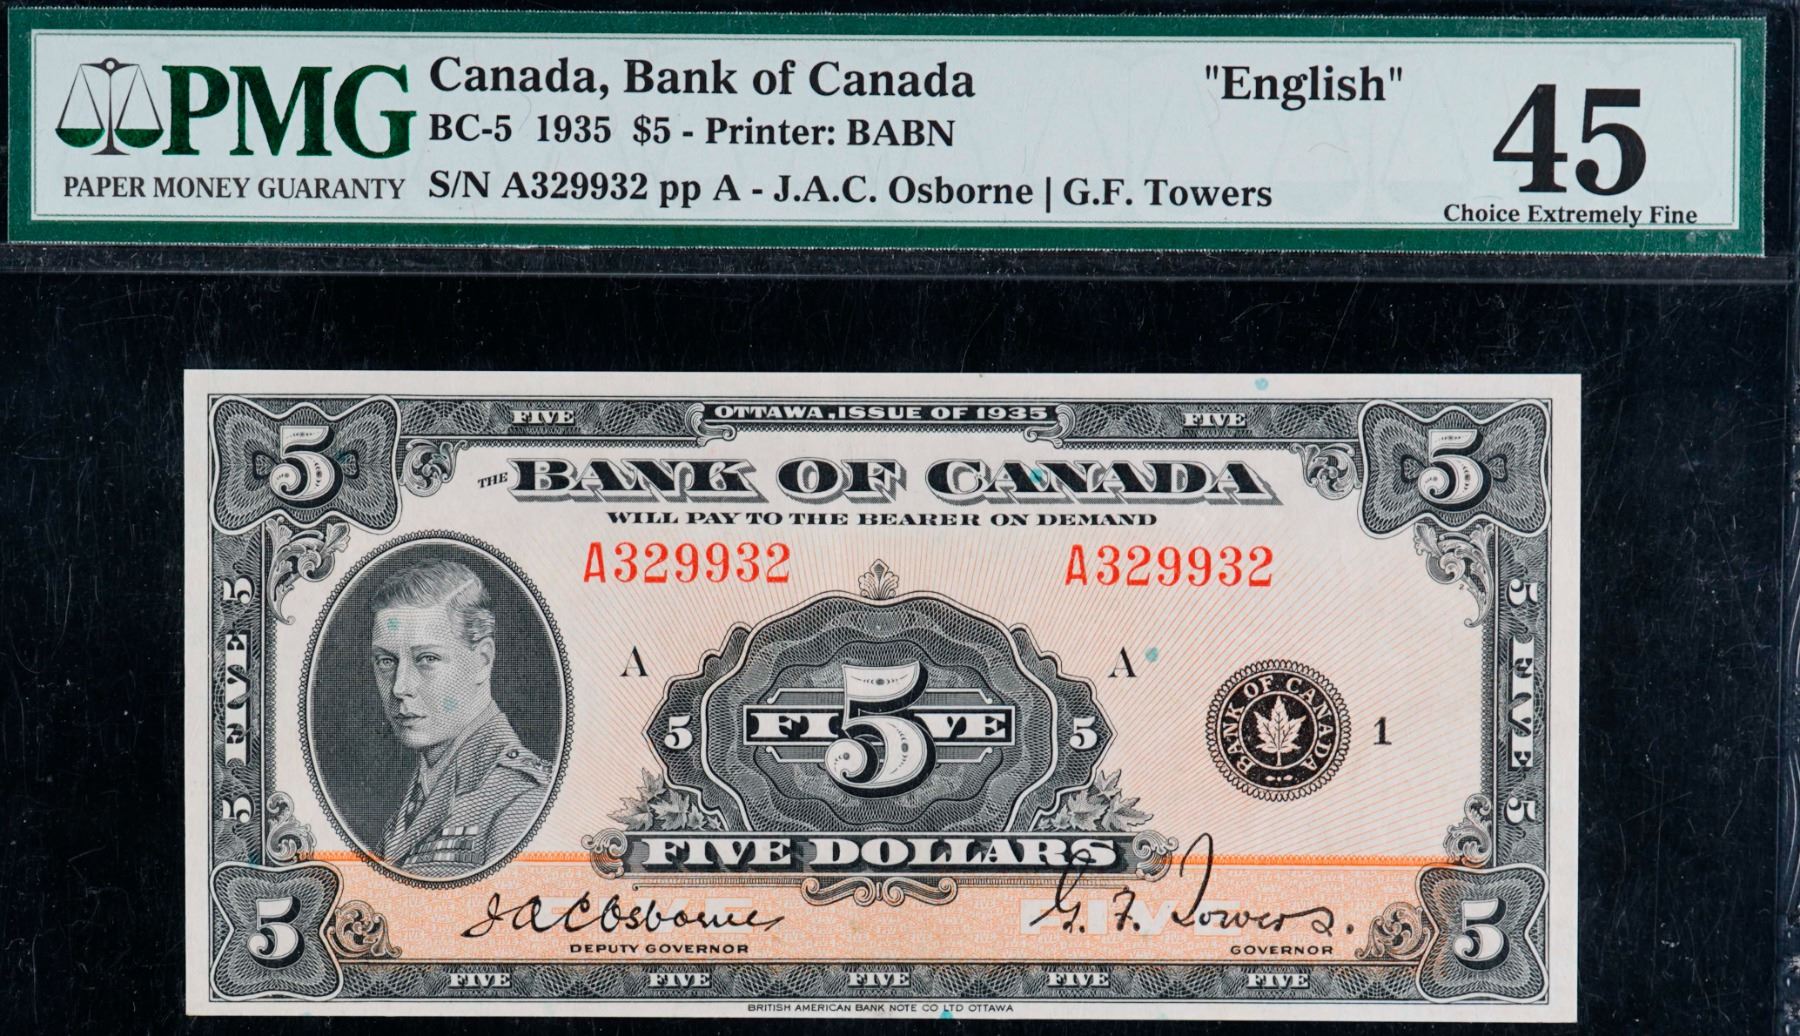 PMG
PAPER MONEY GUARANTY
Canada, Bank of Canada "English"
BC-5 1935 $5 - Printer: BABN
S/N A329932 pp A - J.A.C. Osborne | G.F. Towers
45
Choice Extremely Fine
FIVE OTTAWA, ISSUE OF 1935 FIVE
5 5
THE BANK OF CANADA
WILL PAY TO THE BEARER ON DEMAND
A329932 A329932
A A
5 FIVE 5
5 FIVE 5
5 FIVE 5 5
BANK OF CANADA
1
FIVE DOLLARS
J A C Osborne G. F. Towers.
FIVE FIVE
DEPUTY GOVERNOR GOVERNOR
5 5
FIVE FIVE FIVE FIVE FIVE
BRITISH AMERICAN BANK NOTE CO LTD OTTAWA